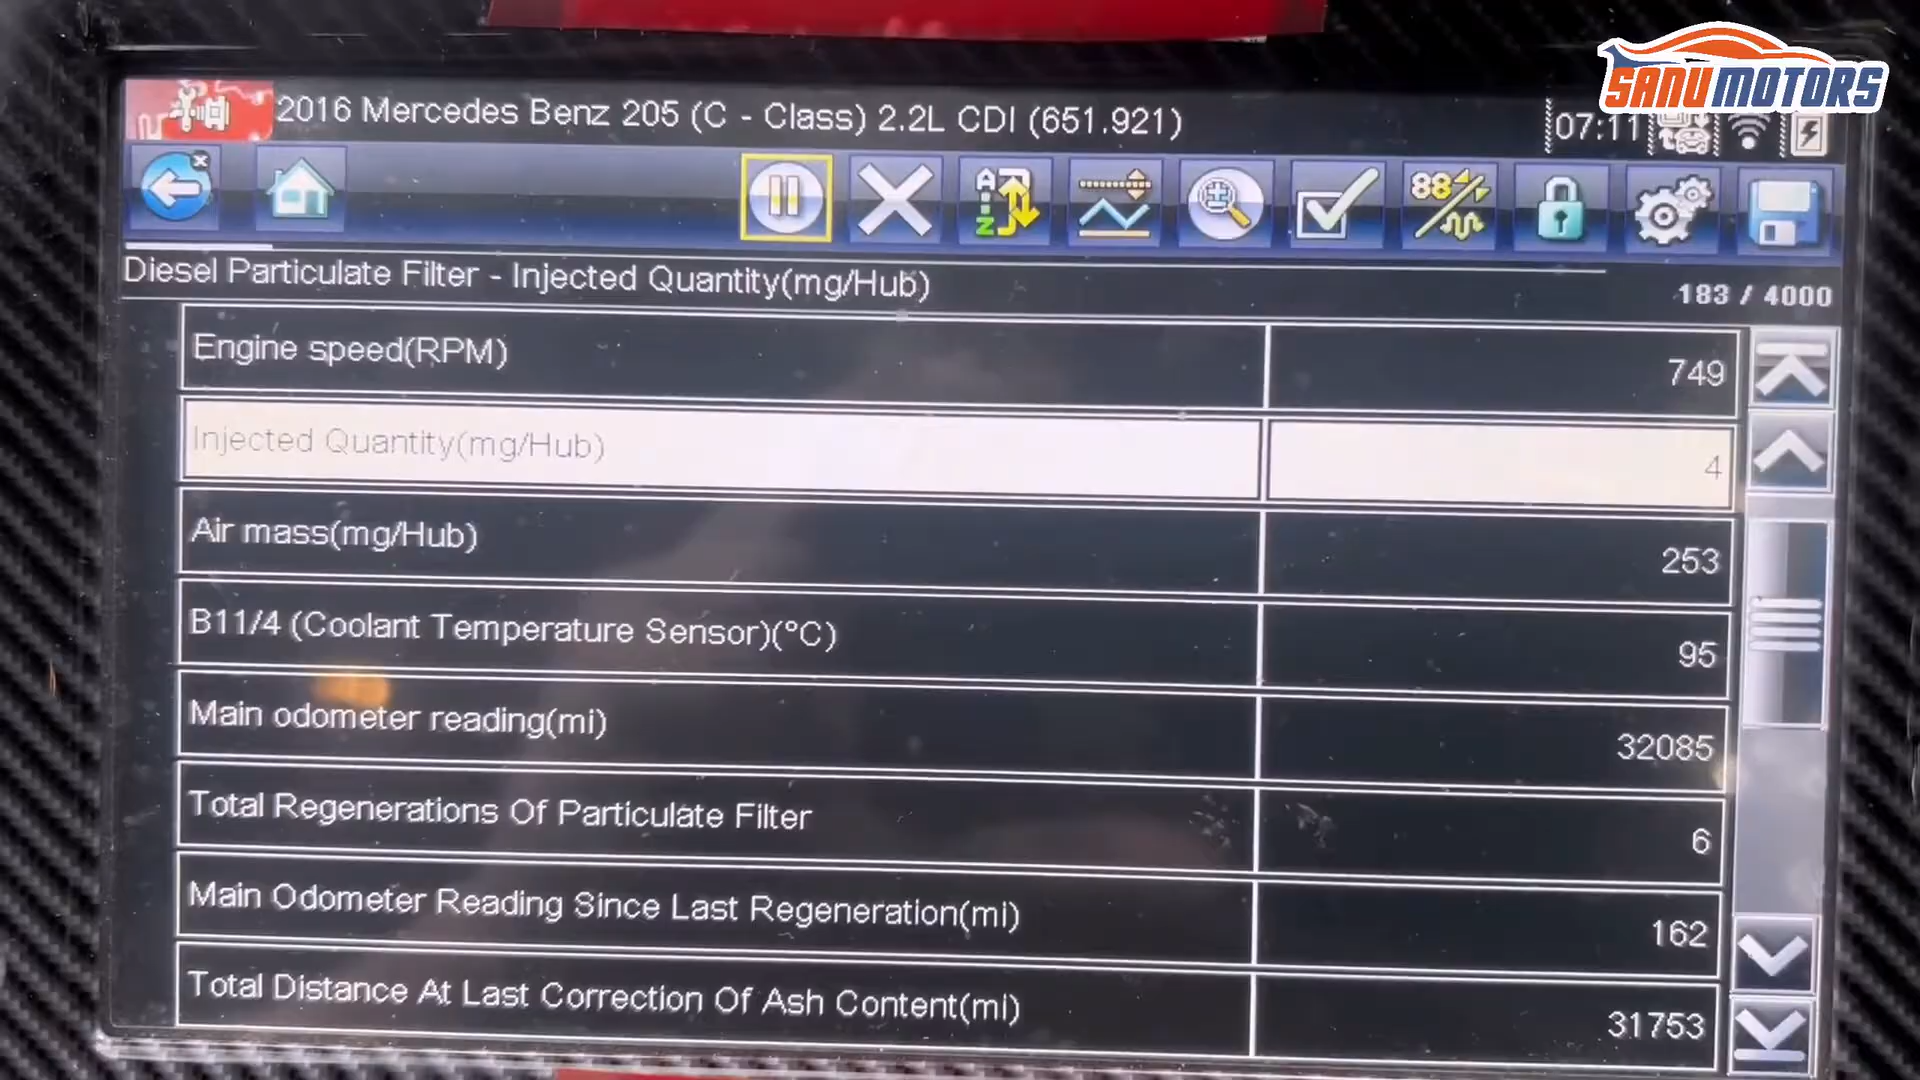 SANU MOTORS
2016 Mercedes Benz 205 (C - Class) 2.2L CDI (651.921)
07:11
A
Z
88
Diesel Particulate Filter - Injected Quantity(mg/Hub)
183 / 4000
Engine speed(RPM) 749
Injected Quantity(mg/Hub) 4
Air mass(mg/Hub) 253
B11/4 (Coolant Temperature Sensor)(°C) 95
Main odometer reading(mi) 32085
Total Regenerations Of Particulate Filter 6
Main Odometer Reading Since Last Regeneration(mi) 162
Total Distance At Last Correction Of Ash Content(mi) 31753